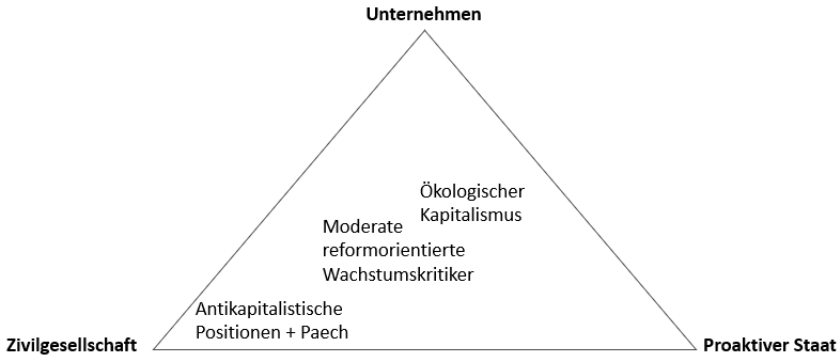 Unternehmen
Ökologischer
Kapitalismus
Moderate
reformorientierte
Wachstumskritiker
Antikapitalistische
Positionen + Paech
Zivilgesellschaft
Proaktiver Staat